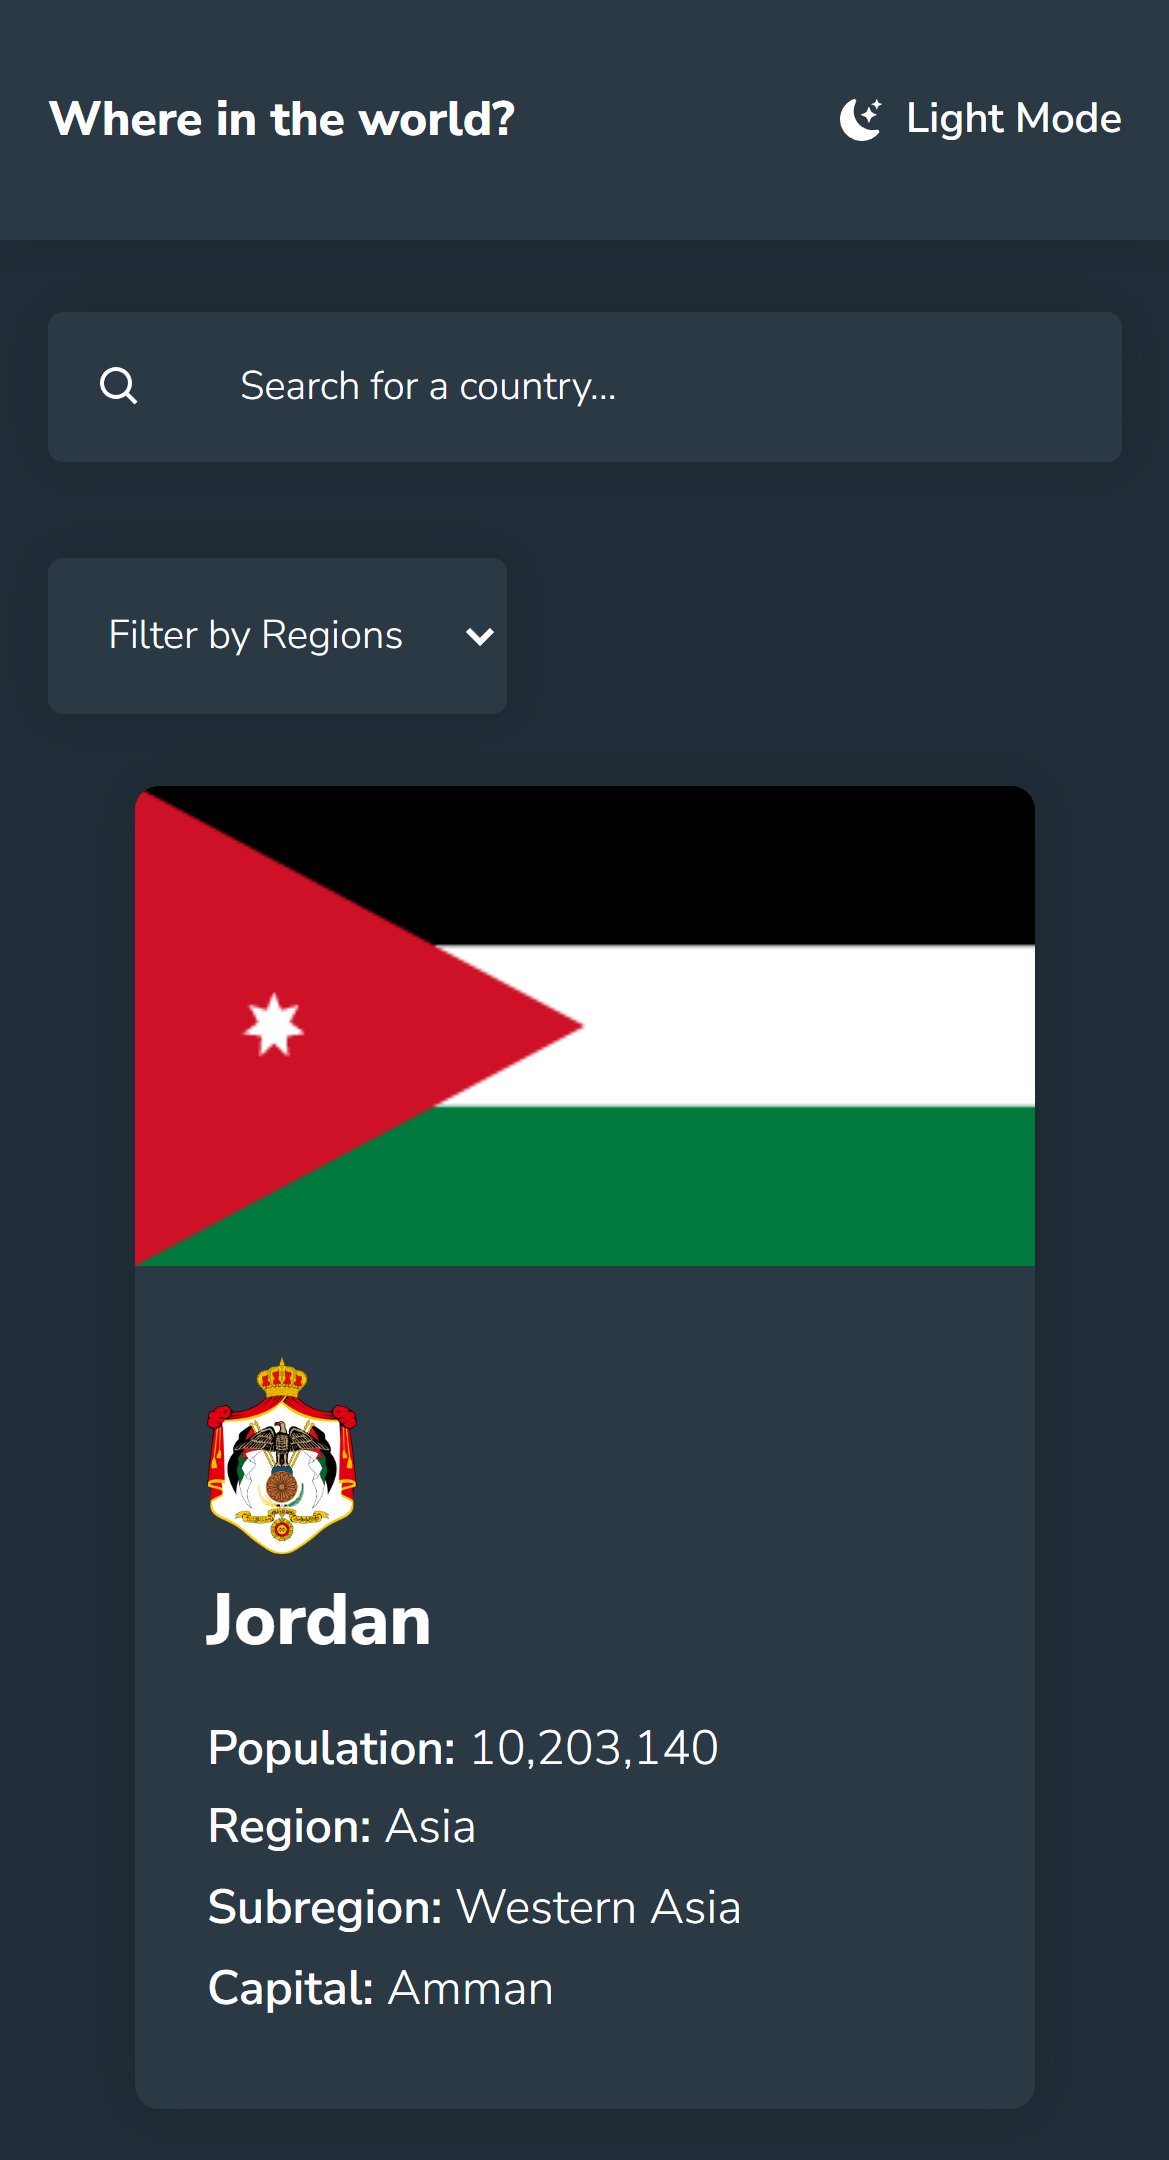 Where in the world?
Light Mode
Search for a country...
Filter by Regions
Jordan
Population: 10,203,140
Region: Asia
Subregion: Western Asia
Capital: Amman